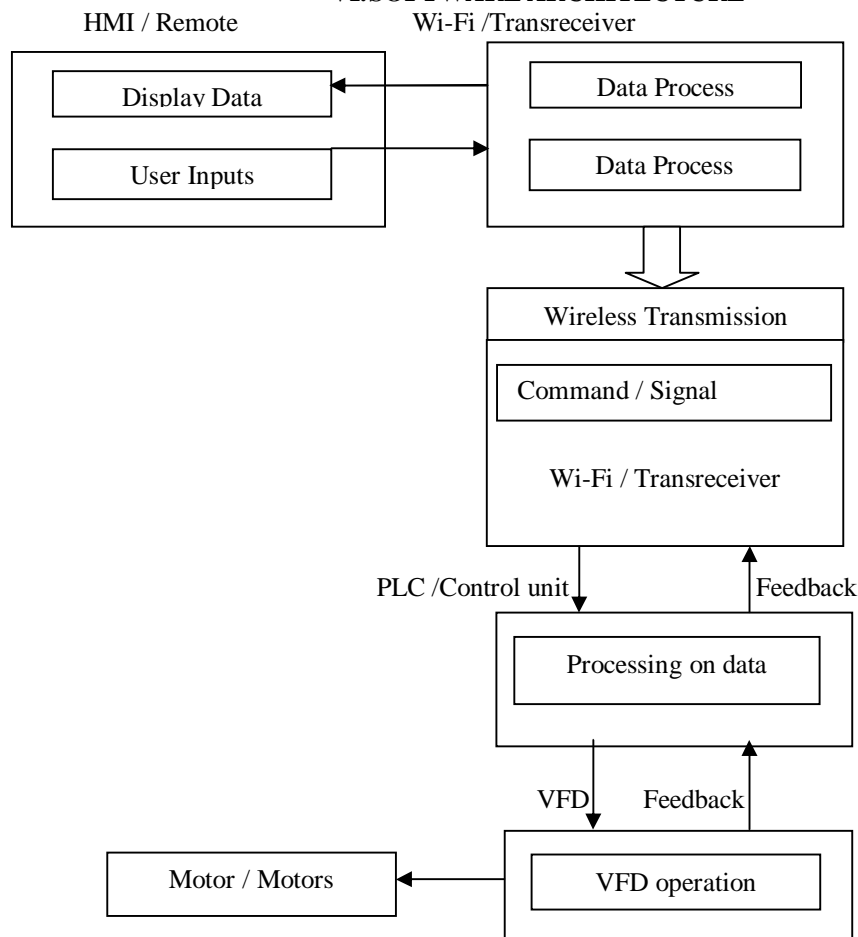 HMI / Remote
Wi-Fi /Transreceiver
Display Data
User Inputs
Data Process
Data Process
Wireless Transmission
Command / Signal
Wi-Fi / Transreceiver
PLC /Control unit
Feedback
Processing on data
VFD
Feedback
Motor / Motors
VFD operation